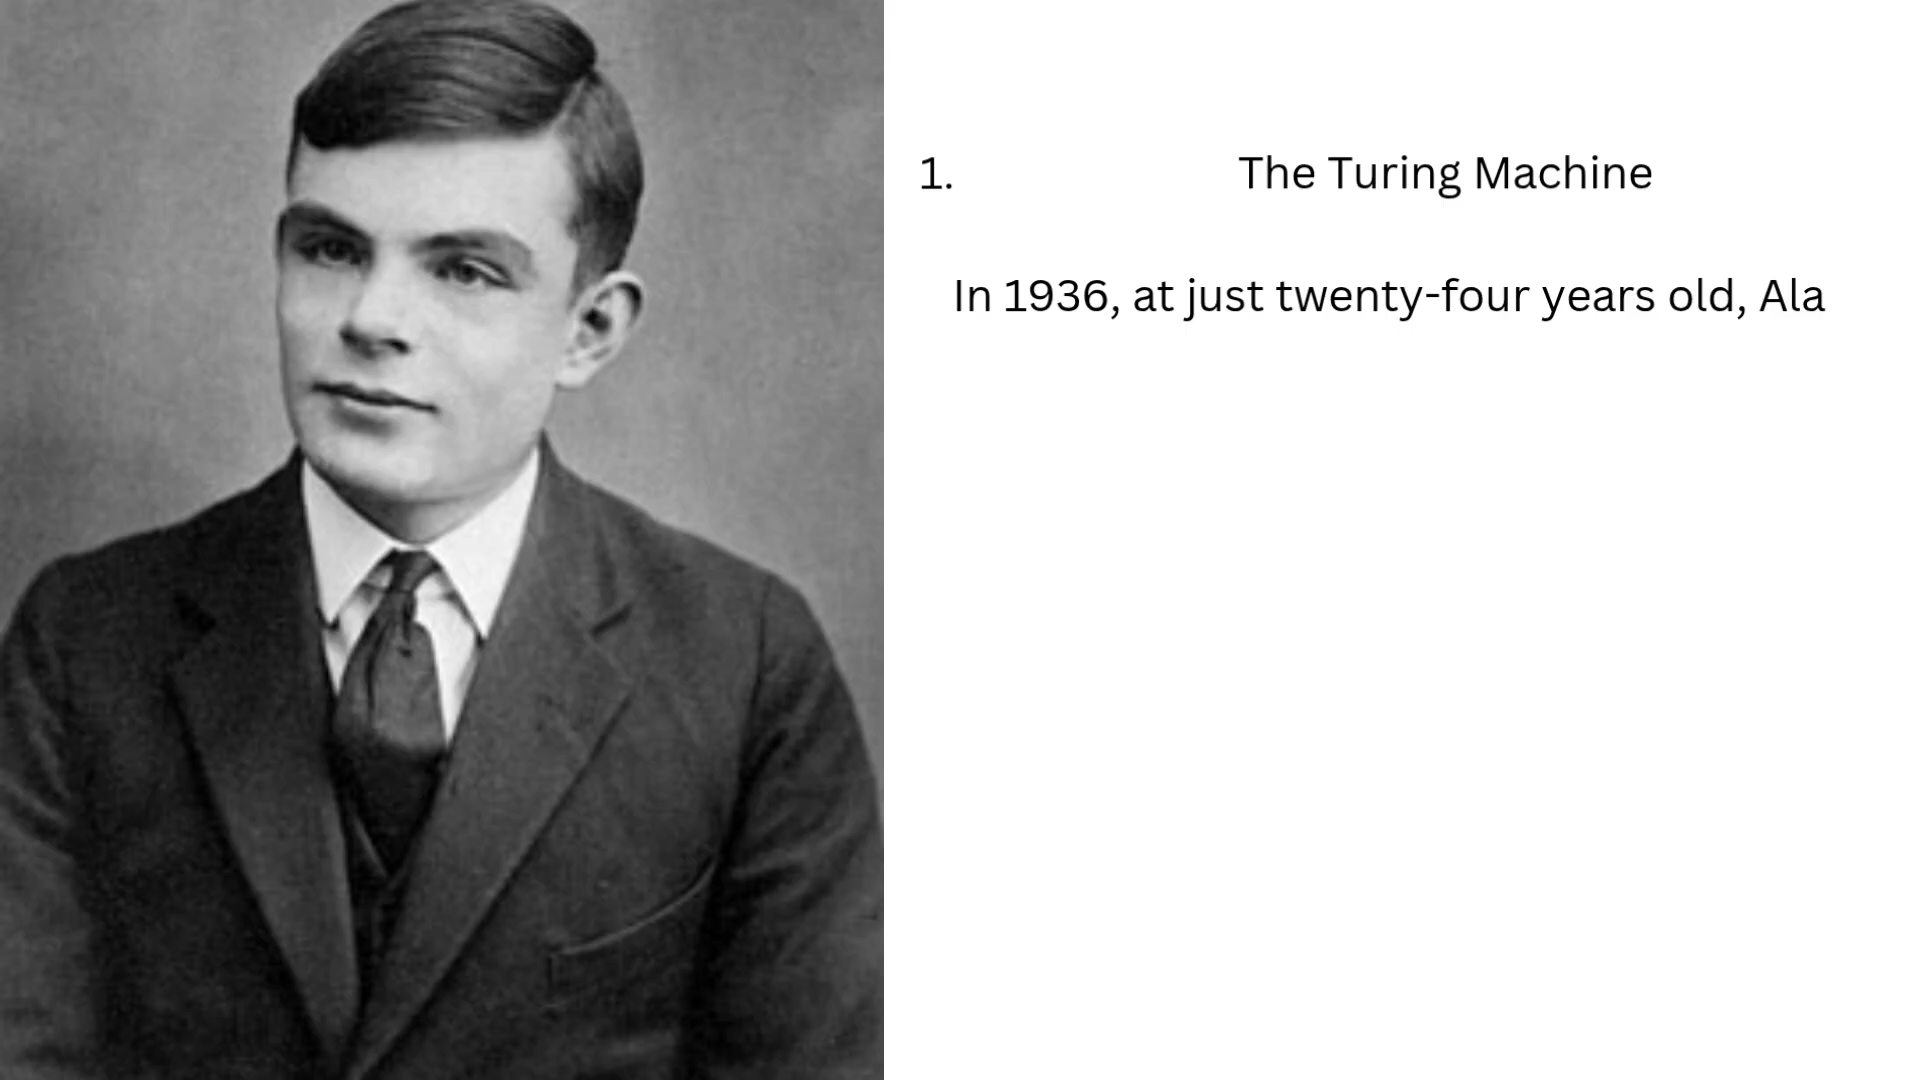 1. The Turing Machine
In 1936, at just twenty-four years old, Ala